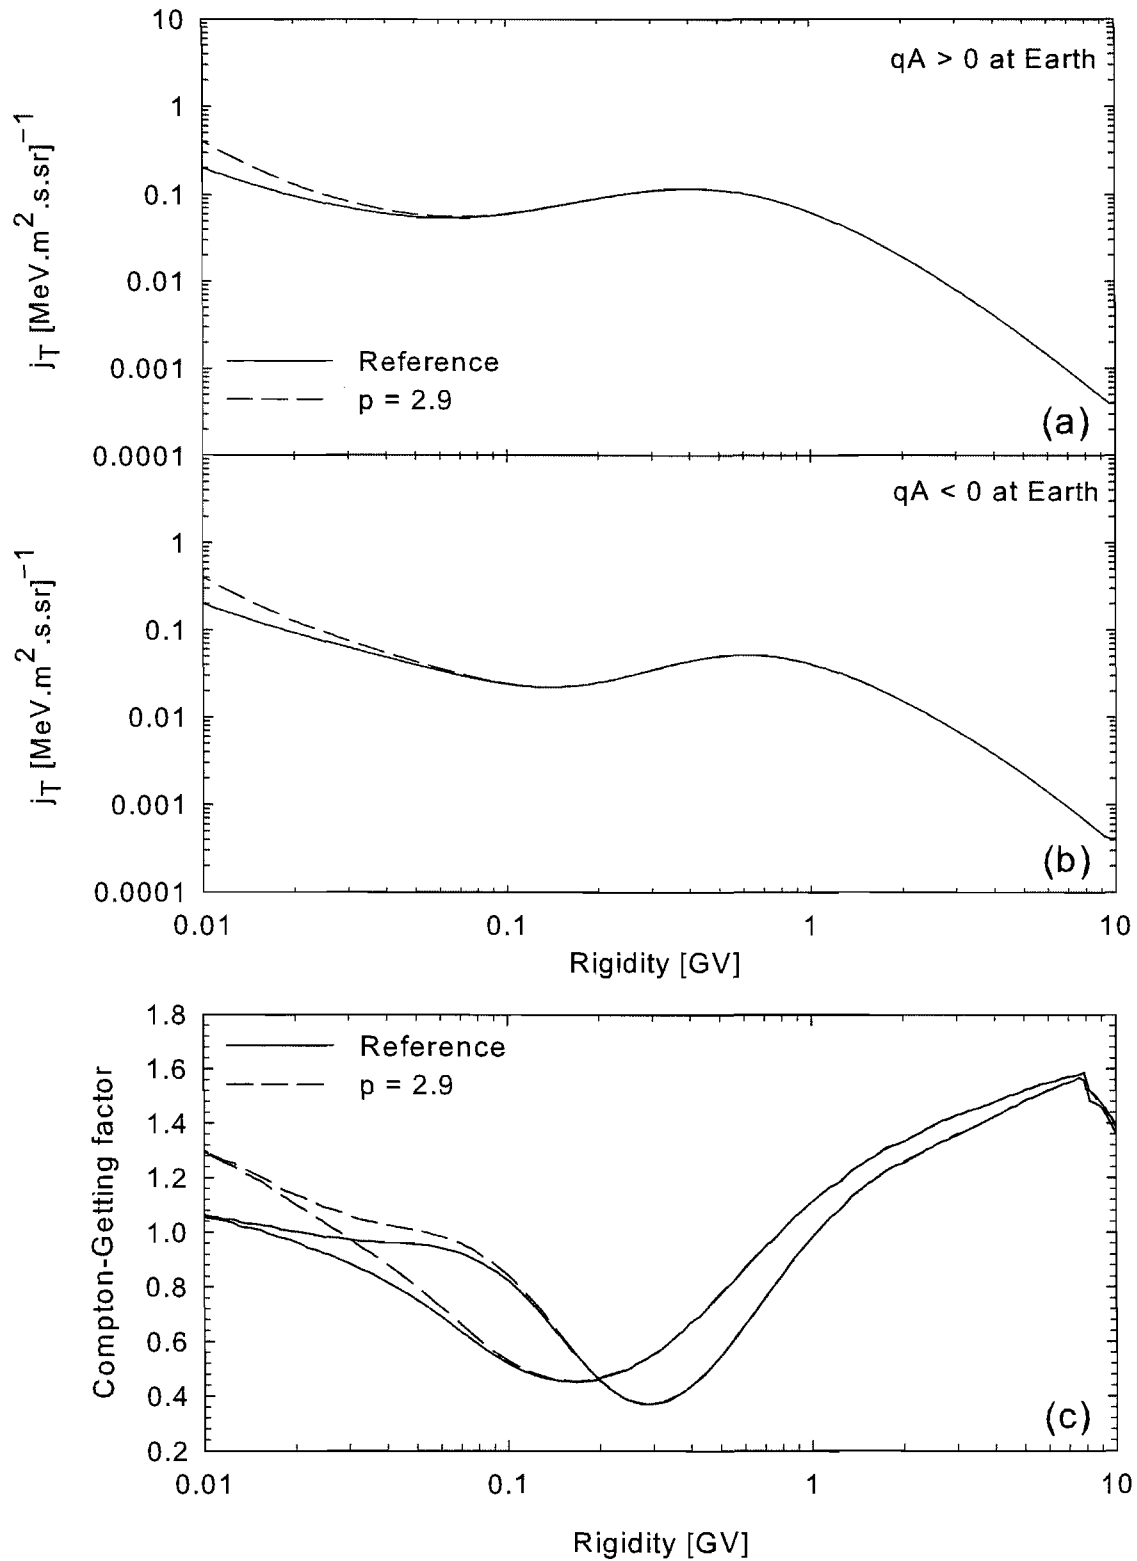 10
qA > 0 at Earth
1
0.1
0.01
0.001
j_T [MeV.m².s.sr]⁻¹
Reference
p = 2.9
(a)
0.0001
qA < 0 at Earth
1
0.1
0.01
0.001
j_T [MeV.m².s.sr]⁻¹
(b)
0.0001
0.01 0.1 1 10
Rigidity [GV]
1.8
Reference
1.6
p = 2.9
1.4
1.2
1.0
0.8
0.6
0.4
Compton-Getting factor
(c)
0.2
0.01 0.1 1 10
Rigidity [GV]